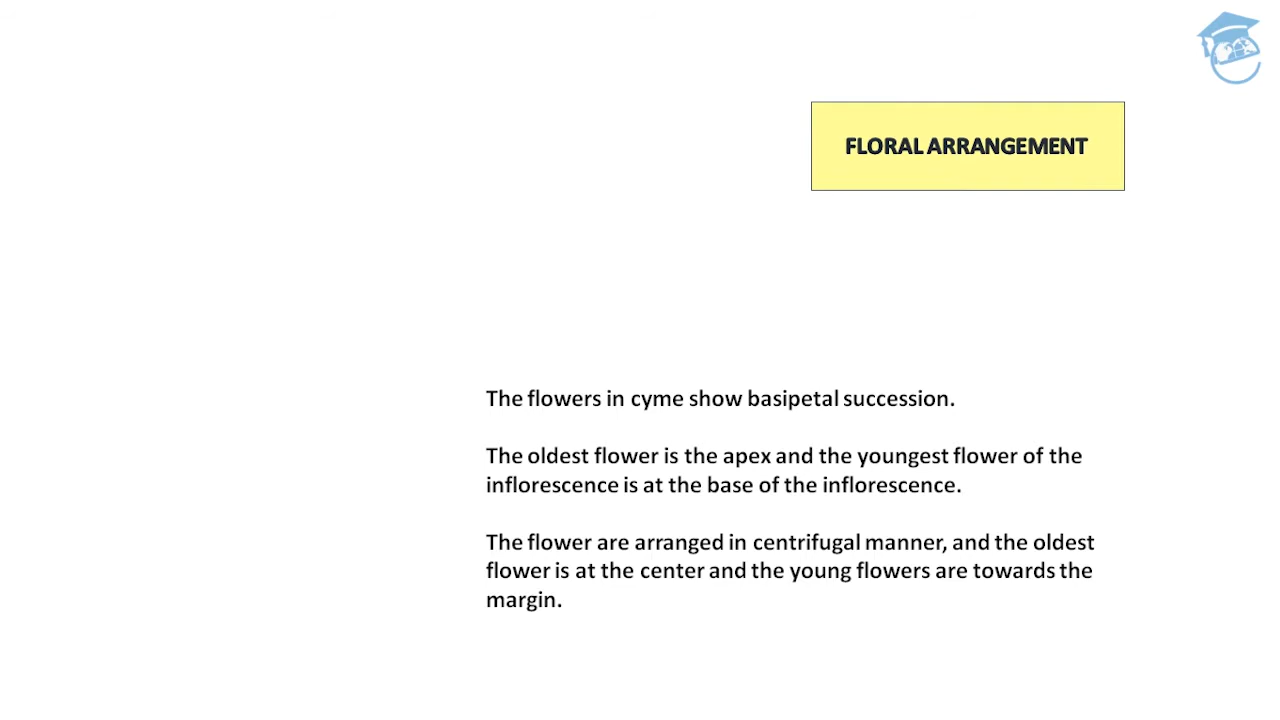 FLORAL ARRANGEMENT
The flowers in cyme show basipetal succession.
The oldest flower is the apex and the youngest flower of the
inflorescence is at the base of the inflorescence.
The flower are arranged in centrifugal manner, and the oldest
flower is at the center and the young flowers are towards the
margin.